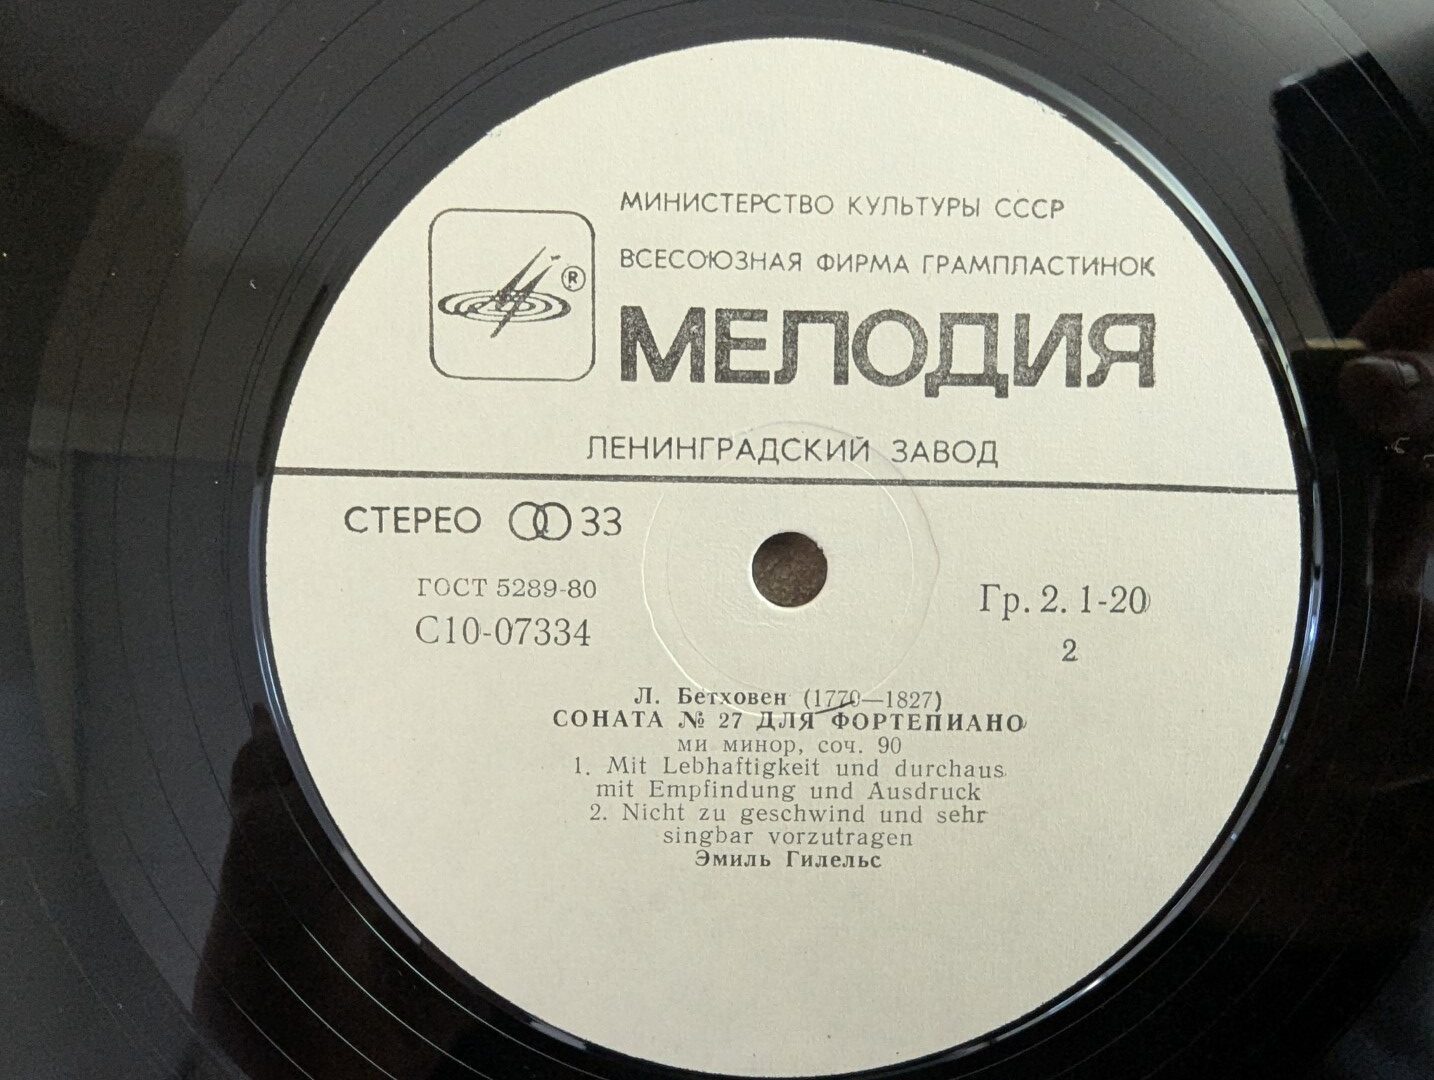 МИНИСТЕРСТВО КУЛЬТУРЫ СССР
ВСЕСОЮЗНАЯ ФИРМА ГРАМПЛАСТИНОК
®
МЕЛОДИЯ
ЛЕНИНГРАДСКИЙ ЗАВОД
СТЕРЕО 33
ГОСТ 5289-80
С10-07334
Гр. 2. 1-20
2
Л. Бетховен (1770—1827)
СОНАТА № 27 ДЛЯ ФОРТЕПИАНО
ми минор, соч. 90
1. Mit Lebhaftigkeit und durchaus
mit Empfindung und Ausdruck
2. Nicht zu geschwind und sehr
singbar vorzutragen
Эмиль Гилельс